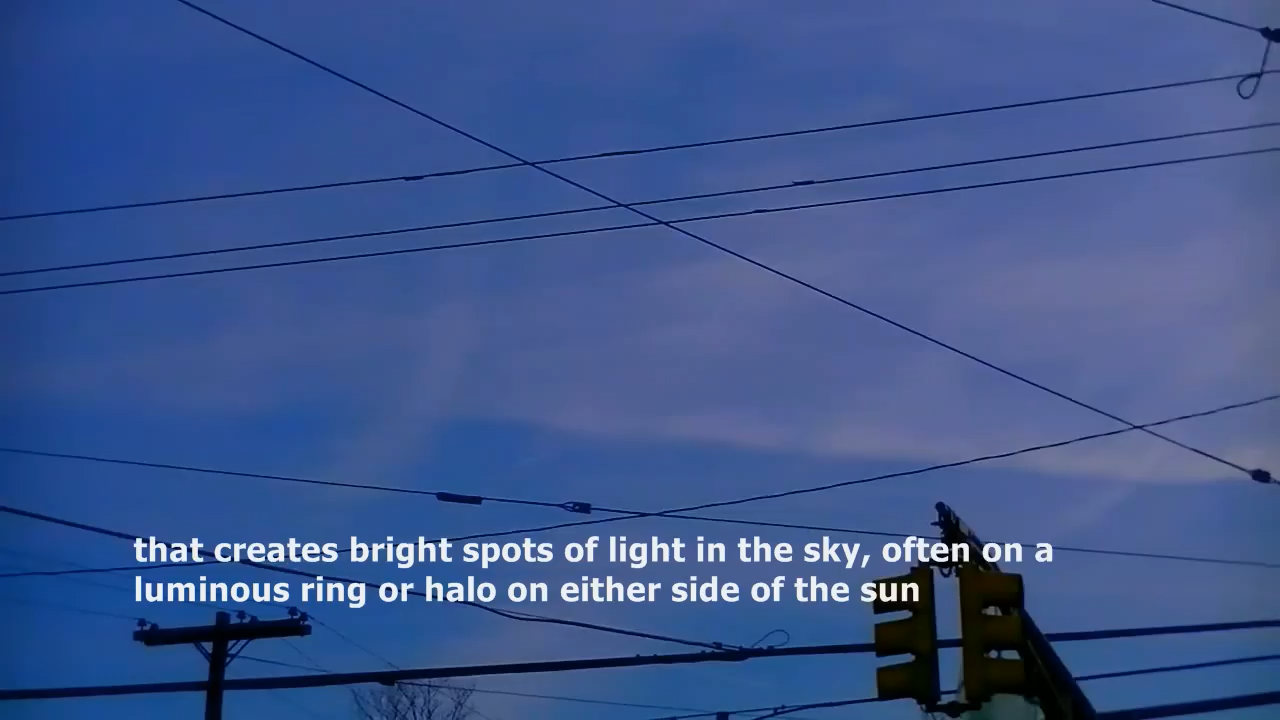 that creates bright spots of light in the sky, often on a
luminous ring or halo on either side of the sun